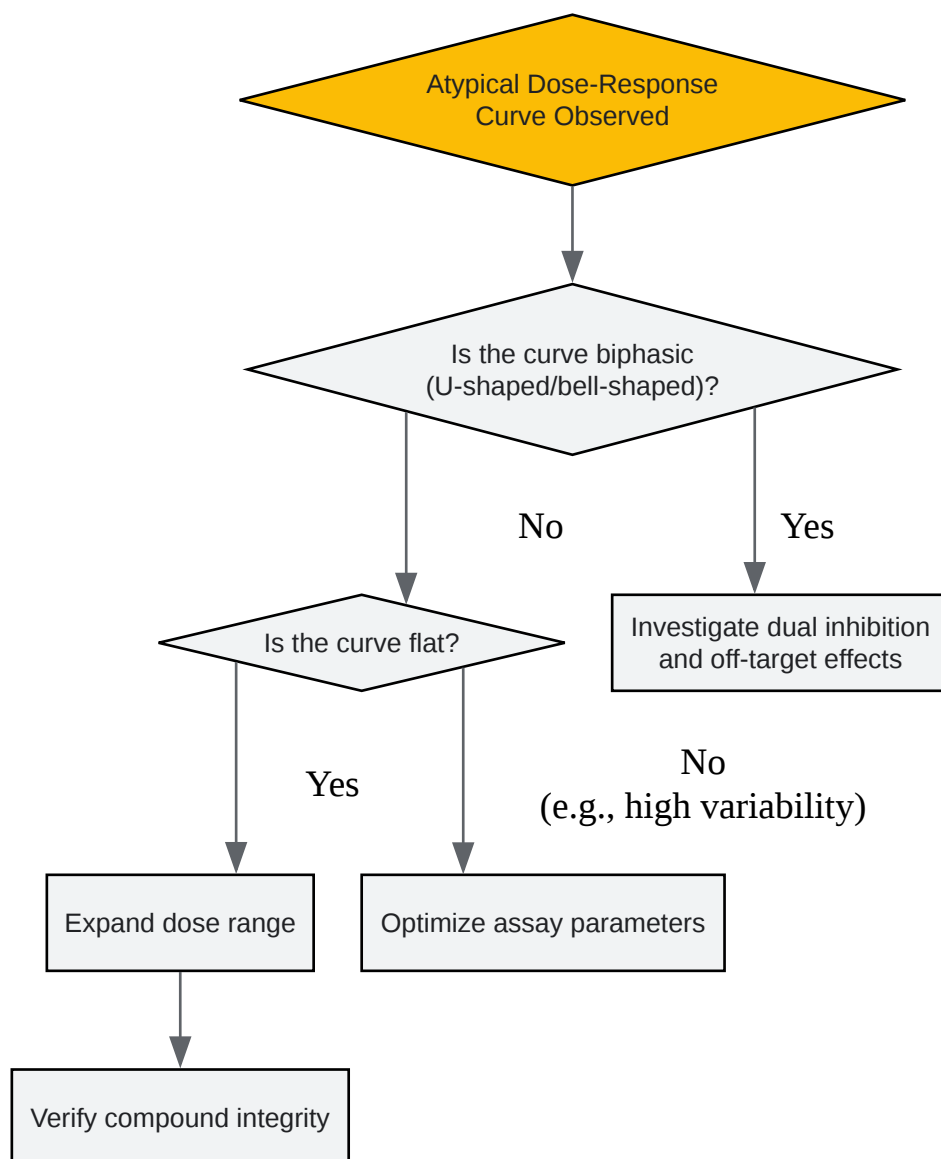 Atypical Dose-Response
Curve Observed
Is the curve biphasic
(U-shaped/bell-shaped)?
No
Yes
Is the curve flat?
Investigate dual inhibition
and off-target effects
Yes
No
(e.g., high variability)
Expand dose range
Optimize assay parameters
Verify compound integrity